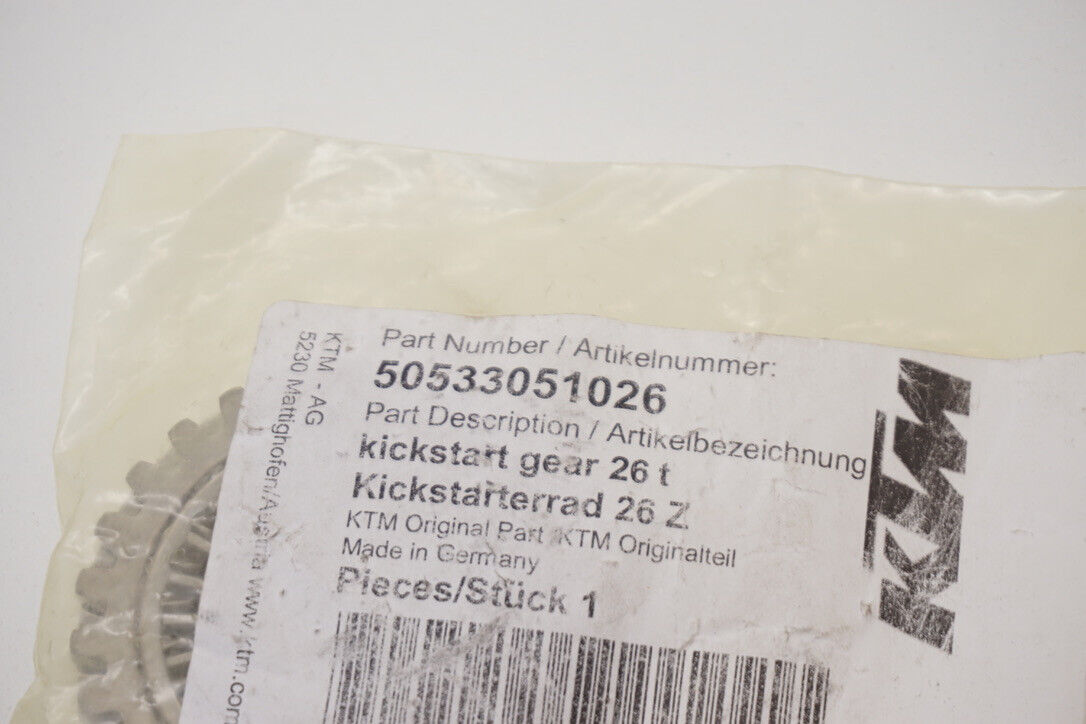 Part Number / Artikelnummer:
50533051026
Part Description / Artikelbezeichnung
kickstart gear 26 t
Kickstarterrad 26 Z
KTM Original Part KTM Originalteil
Made in Germany
Pieces/Stück 1
KTM - AG
5230 Mattighofen/Austria www.ktm.com
KTM